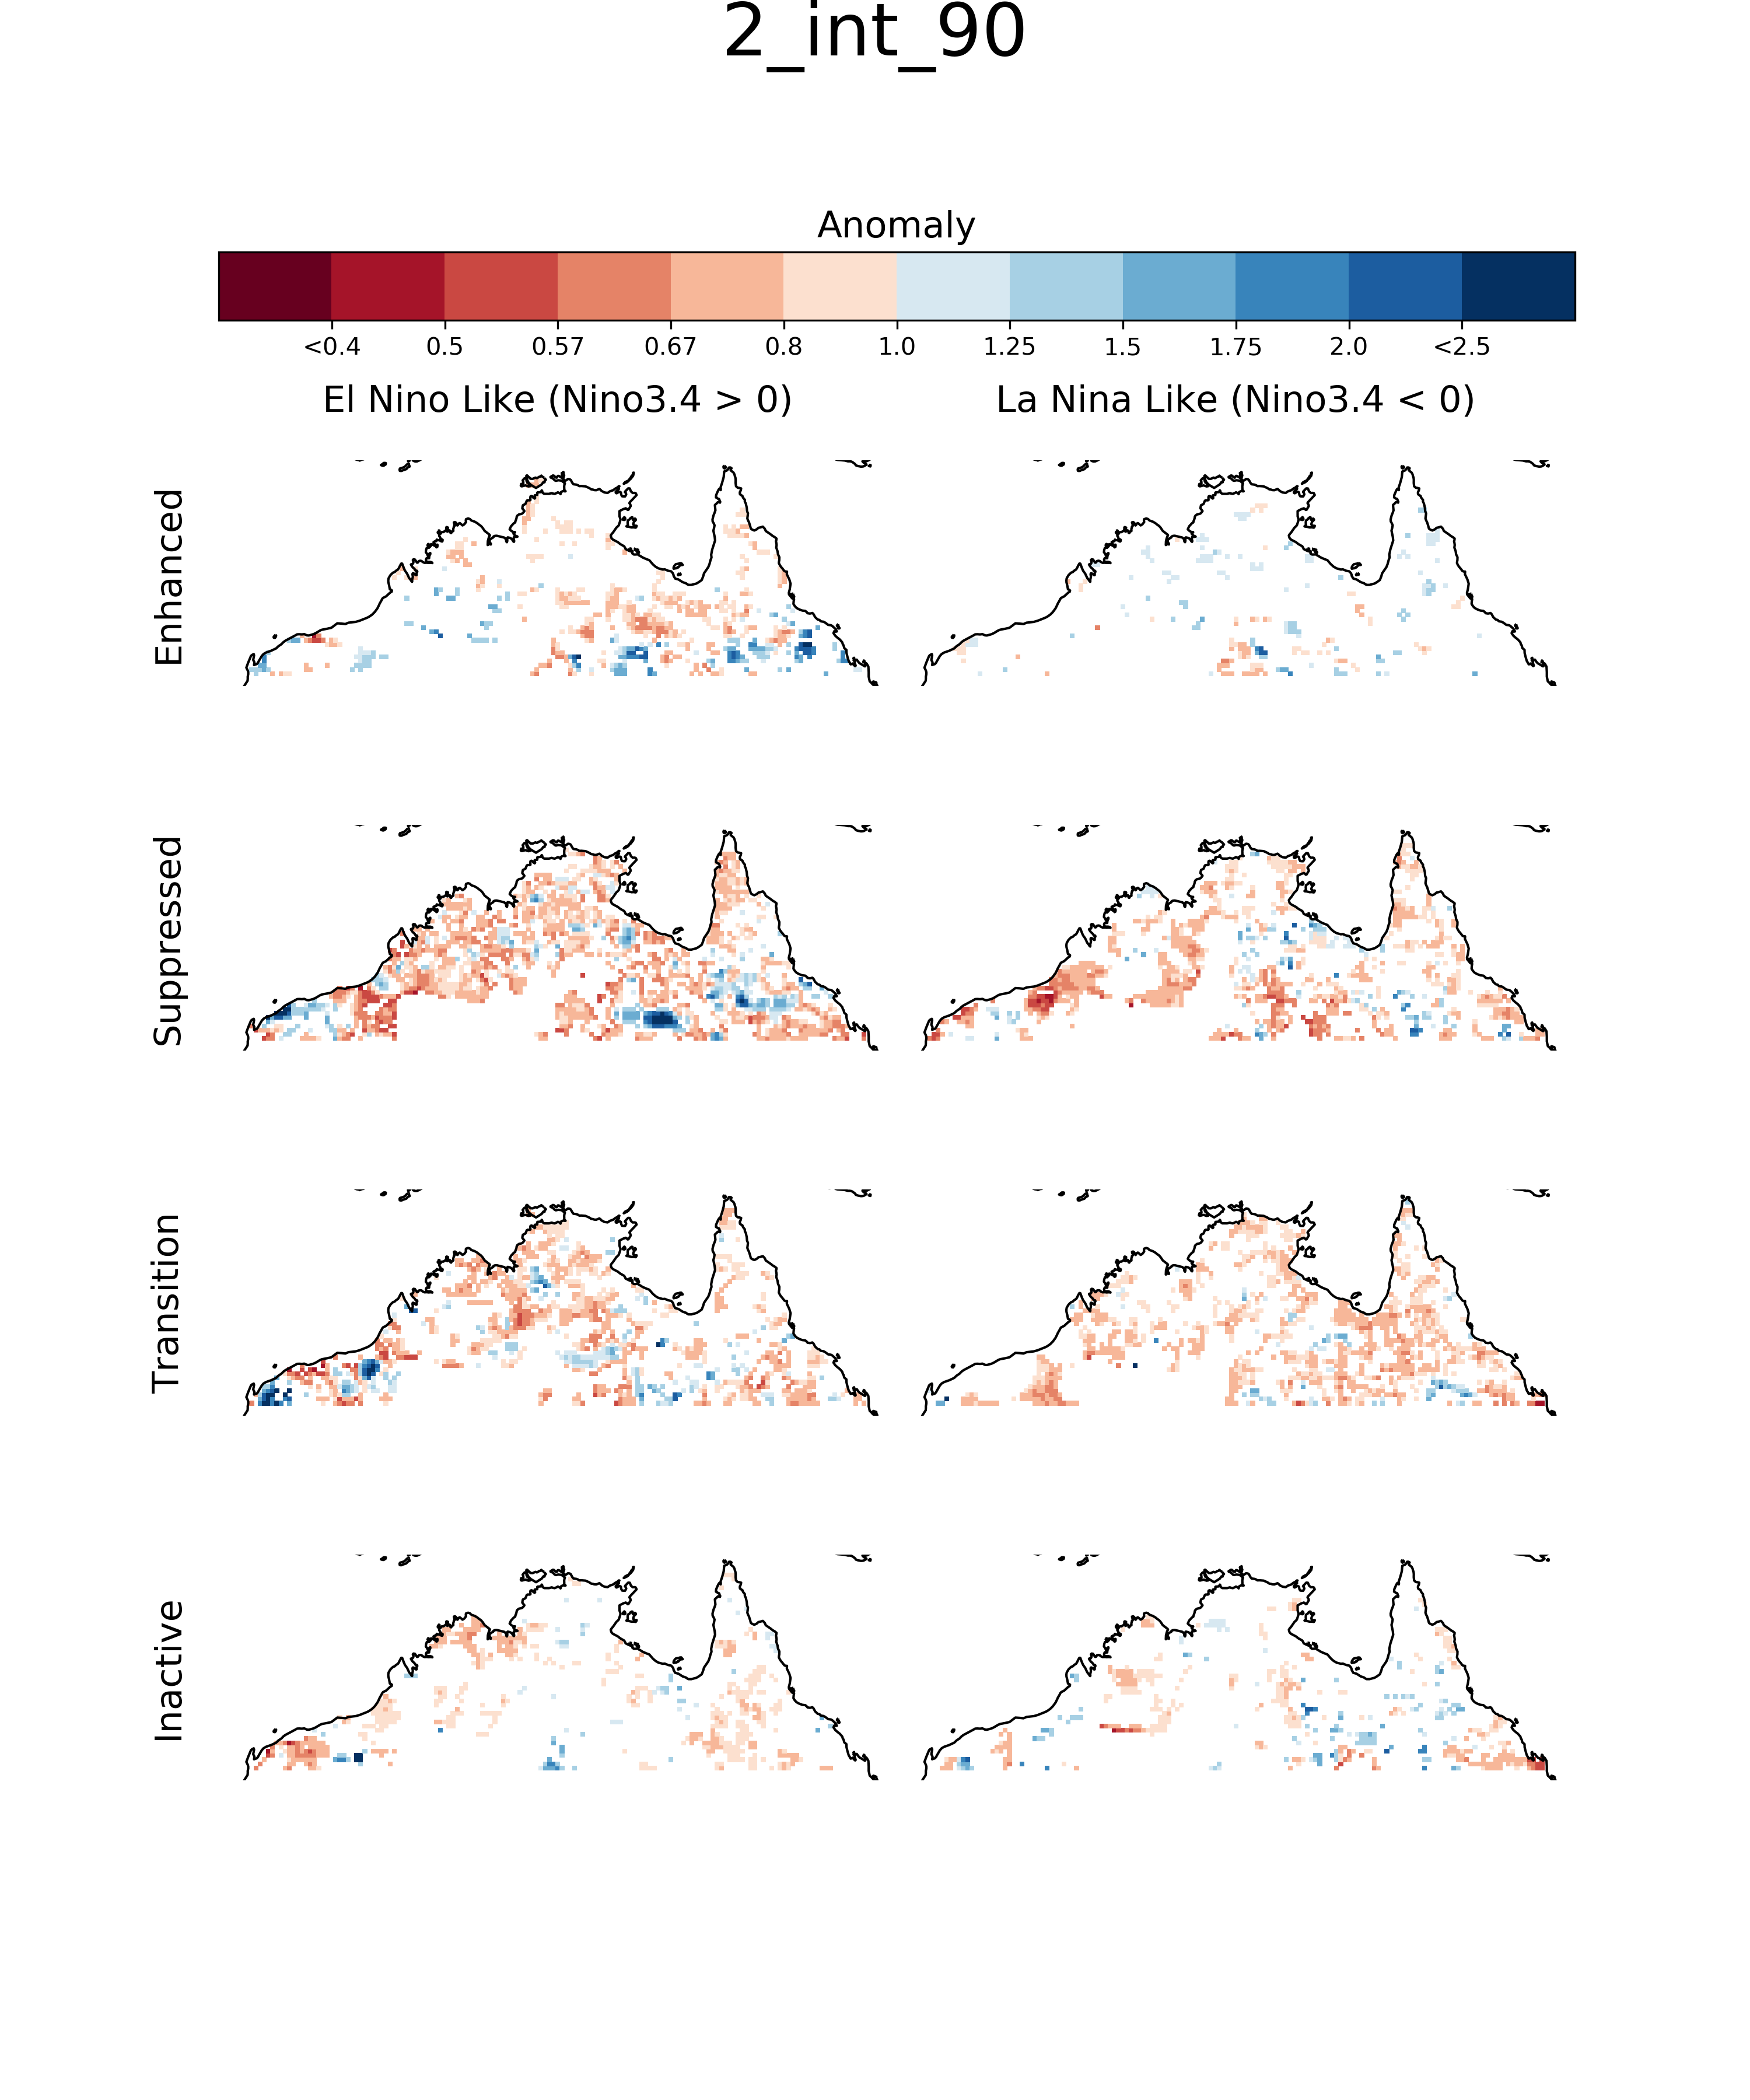 2_int_90
Anomaly
<0.4 0.5 0.57 0.67 0.8 1.0 1.25 1.5 1.75 2.0 <2.5
El Nino Like (Nino3.4 > 0) La Nina Like (Nino3.4 < 0)
Enhanced
Suppressed
Transition
Inactive